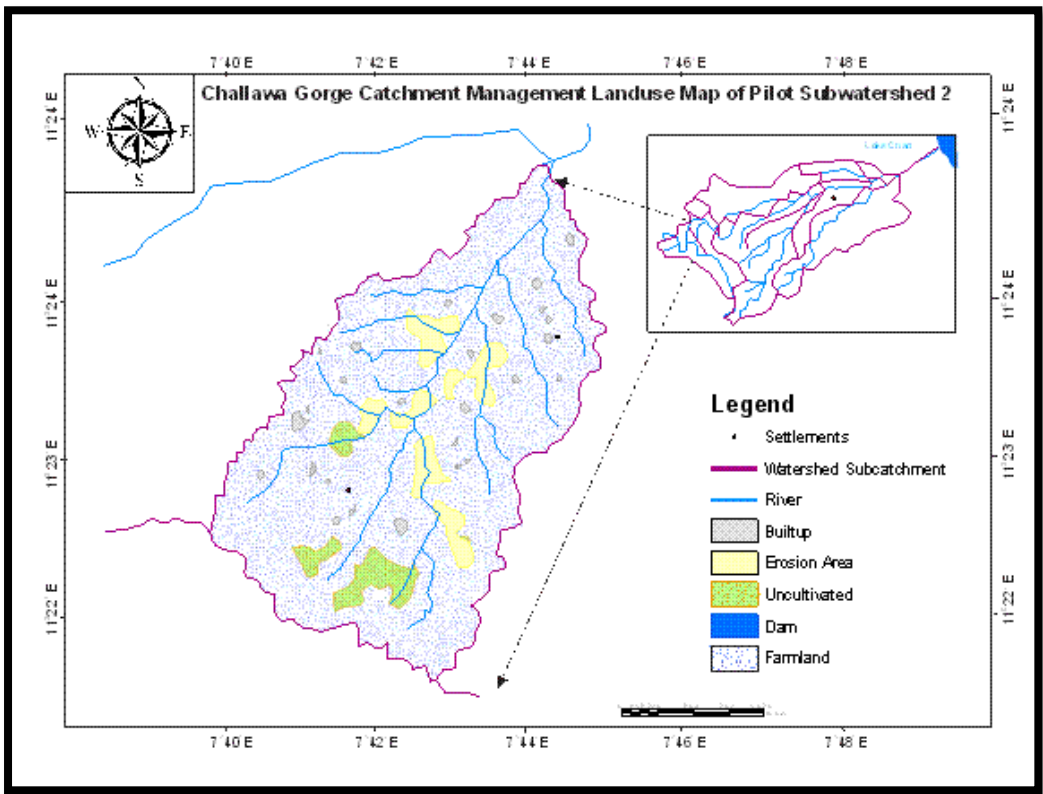 7°40 E 7°42 E 7°44 E 7°46 E 7°48 E
Challawa Gorge Catchment Management Landuse Map of Pilot Subwatershed 2
N
W E
S
11°24 E 11°24 E
11°24 E 11°24 E
11°23 E 11°23 E
11°22 E 11°22 E
Legend
Settlements
Watershed Subcatchment
River
Builtup
Erosion Area
Uncultivated
Dam
Farmland
7°40 E 7°42 E 7°44 E 7°46 E 7°48 E